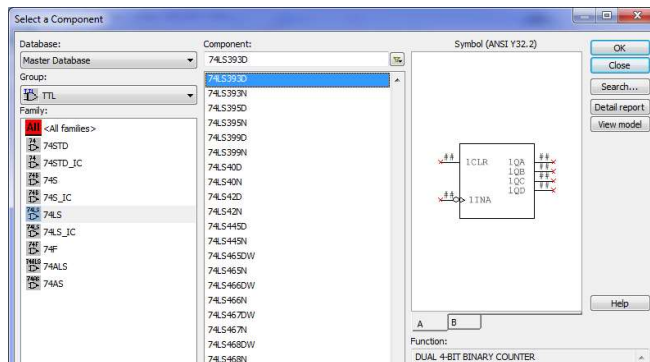 Select a Component
Database:
Master Database
Group:
TTL
Family:
All <All families>
74STD
74STD_IC
74S
74S_IC
74LS
74LS_IC
74F
74ALS
74AS
Component:
74LS393D
74LS393D
74LS393N
74LS395D
74LS395N
74LS399D
74LS399N
74LS40D
74LS40N
74LS42D
74LS42N
74LS445D
74LS445N
74LS465DW
74LS465N
74LS466DW
74LS466N
74LS467DW
74LS467N
74LS468DW
74LS468N
Symbol (ANSI Y32.2)
## 1CLR 1QA ##
1QB ##
1QC ##
## 1INA 1QD ##
A B
Function:
DUAL 4-BIT BINARY COUNTER
OK
Close
Search...
Detail report
View model
Help